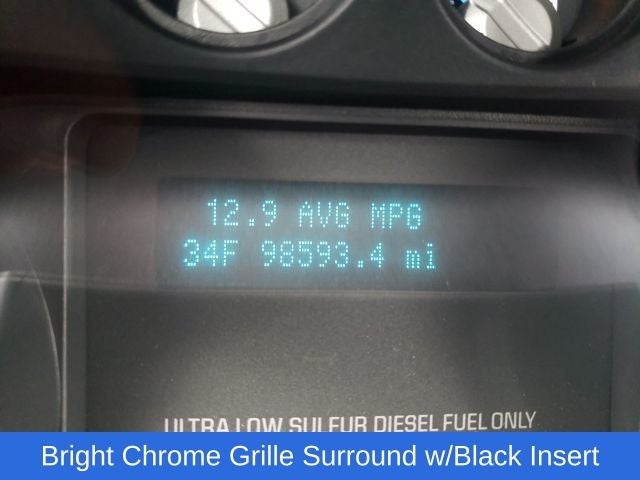 12.9 AVG MPG
34F 98593.4 mi
ULTRA LOW SULFUR DIESEL FUEL ONLY
Bright Chrome Grille Surround w/Black Insert